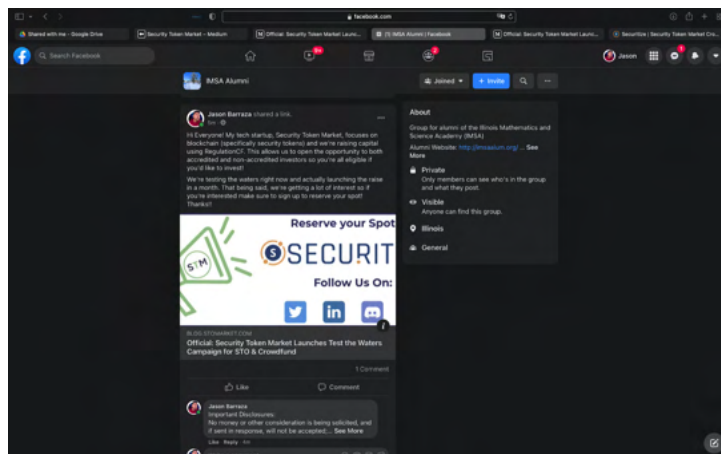 facebook.com
Shared with me - Google Drive
Security Token Market – Medium
Official: Security Token Market Launc...
(1) IMSA Alumni | Facebook
Official: Security Token Market Launc...
Securitize | Security Token Market Cro...
Search Facebook
9+
2
Jason
1
IMSA Alumni
Joined
+ Invite
Jason Barraza shared a link.
6m
Hi Everyone! My tech startup, Security Token Market, focuses on
blockchain (specifically security tokens) and we're raising capital
using RegulationCF. This allows us to open the opportunity to both
accredited and non-accredited investors so you're all eligible if
you'd like to invest!
We're testing the waters right now and actually launching the raise
in a month. That being said, we're getting a lot of interest so if
you're interested make sure to sign up to reserve your spot!
Thanks!!
STM
Reserve your Spot
S SECURIT
Follow Us On:
in
BLOG.STOMARKET.COM
Official: Security Token Market Launches Test the Waters
Campaign for STO & Crowdfund
1 Comment
Like
Comment
Jason Barraza
Important Disclosures:
No money or other consideration is being solicited, and
if sent in response, will not be accepted... See More
Like · Reply · 4m
About
Group for alumni of the Illinois Mathematics and
Science Academy (IMSA)
Alumni Website: http://imsaalum.org/ ... See
More
Private
Only members can see who's in the group
and what they post.
Visible
Anyone can find this group.
Illinois
General